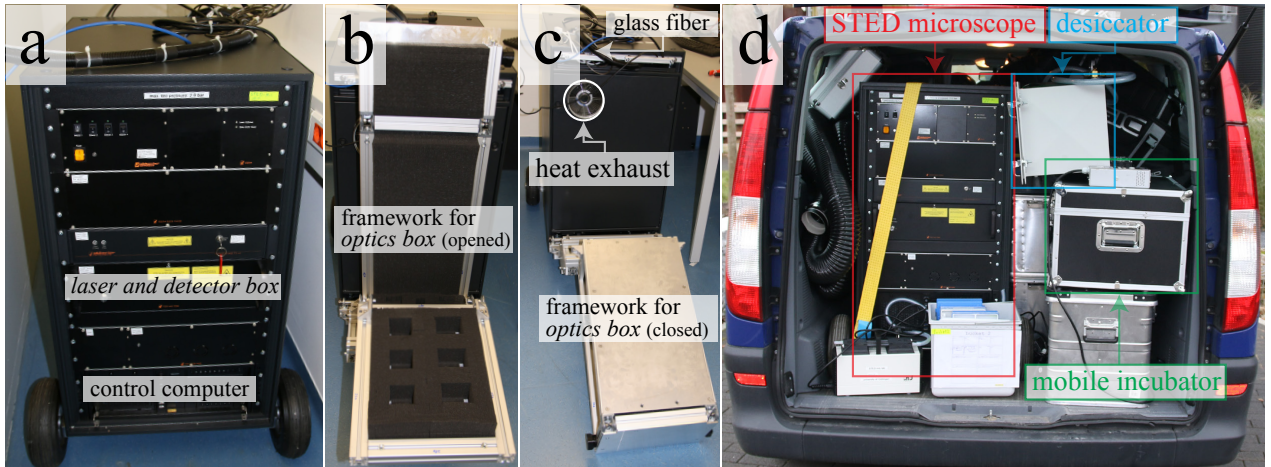 a
laser and detector box
control computer
b
framework for
optics box (opened)
c
glass fiber
heat exhaust
framework for
optics box (closed)
d
STED microscope
desiccator
mobile incubator